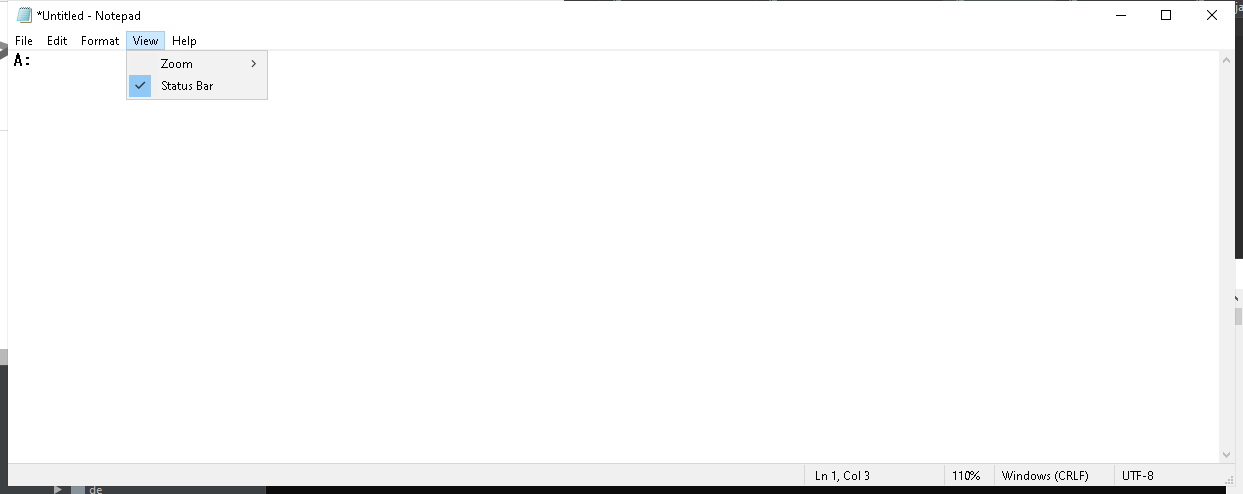 *Untitled - Notepad
File Edit Format View Help
A:
Zoom
Status Bar
Ln 1, Col 3 110% Windows (CRLF) UTF-8
de